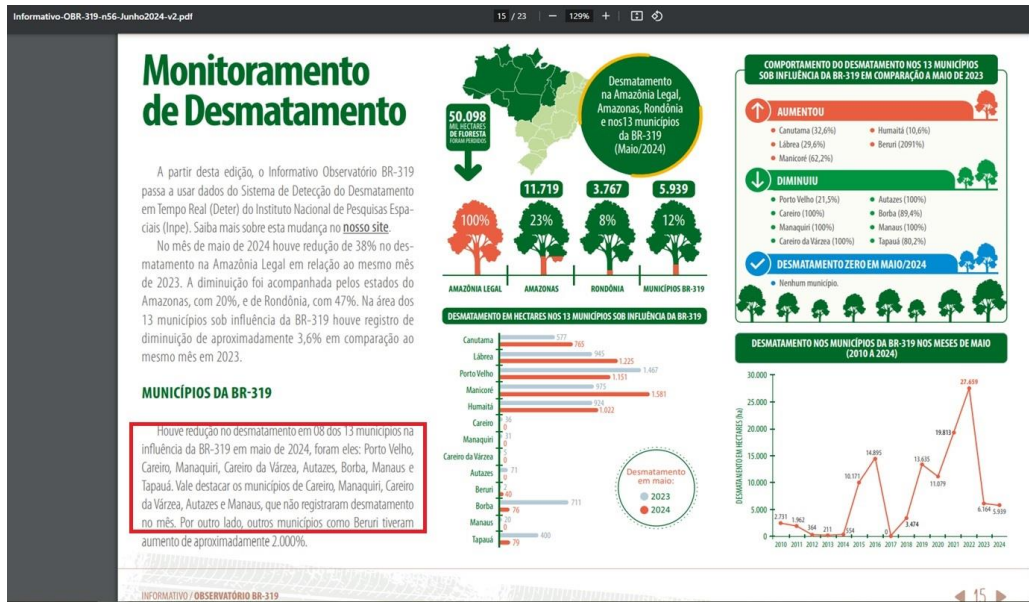 Informativo-OBR-319-n56-Junho2024-v2.pdf
15 / 23
129%
Monitoramento
de Desmatamento
A partir desta edição, o Informativo Observatório BR-319
passa a usar dados do Sistema de Detecção do Desmatamento
em Tempo Real (Deter) do Instituto Nacional de Pesquisas Espa-
ciais (Inpe). Saiba mais sobre esta mudança no nosso site.
No mês de maio de 2024 houve redução de 38% no des-
matamento na Amazônia Legal em relação ao mesmo mês
de 2023. A diminuição foi acompanhada pelos estados do
Amazonas, com 20%, e de Rondônia, com 47%. Na área dos
13 municípios sob influência da BR-319 houve registro de
diminuição de aproximadamente 3,6% em comparação ao
mesmo mês em 2023.
MUNICÍPIOS DA BR-319
Houve redução no desmatamento em 08 dos 13 municípios na
influência da BR-319 em maio de 2024, foram eles: Porto Velho,
Careiro, Manaquiri, Careiro da Várzea, Autazes, Borba, Manaus e
Tapauá. Vale destacar os municípios de Careiro, Manaquiri, Careiro
da Várzea, Autazes e Manaus, que não registraram desmatamento
no mês. Por outro lado, outros municípios como Beruri tiveram
aumento de aproximadamente 2.000%.
50.098
MIL HECTARES
DE FLORESTA
FORAM PERDIDOS
Desmatamento
na Amazônia Legal,
Amazonas, Rondônia
e nos13 municípios
da BR-319
(Maio/2024)
11.719 3.767 5.939
100% 23% 8% 12%
AMAZÔNIA LEGAL AMAZONAS RONDÔNIA MUNICÍPIOS BR-319
DESMATAMENTO EM HECTARES NOS 13 MUNICÍPIOS SOB INFLUÊNCIA DA BR-319
Canutama 577
765
Lábrea 945
1.225
Porto Velho 1.467
1.151
Manicoré 975
1.581
Humaitá 924
1.022
Careiro 36
0
Manaquiri 31
0
Careiro da Várzea 5
0
Autazes 71
0
Beruri 2
40
Borba 711
76
Manaus 20
0
Tapauá 400
79
Desmatamento
em maio:
2023
2024
COMPORTAMENTO DO DESMATAMENTO NOS 13 MUNICÍPIOS
SOB INFLUÊNCIA DA BR-319 EM COMPARAÇÃO A MAIO DE 2023
AUMENTOU
Canutama (32,6%) Humaitá (10,6%)
Lábrea (29,6%) Beruri (2091%)
Manicoré (62,2%)
DIMINUIU
Porto Velho (21,5%) Autazes (100%)
Careiro (100%) Borba (89,4%)
Manaquiri (100%) Manaus (100%)
Careiro da Várzea (100%) Tapauá (80,2%)
DESMATAMENTO ZERO EM MAIO/2024
Nenhum município.
DESMATAMENTO NOS MUNICÍPIOS DA BR-319 NOS MESES DE MAIO
(2010 A 2024)
DESMATAMENTO EM HECTARES (ha)
30.000
25.000
20.000
15.000
10.000
5.000
0
2.731 1.962 364 211 554 10.171 14.895 0 3.474 13.635 11.079 19.813 27.659 6.164 5.939
2010 2011 2012 2013 2014 2015 2016 2017 2018 2019 2020 2021 2022 2023 2024
INFORMATIVO / OBSERVATÓRIO BR-319
15